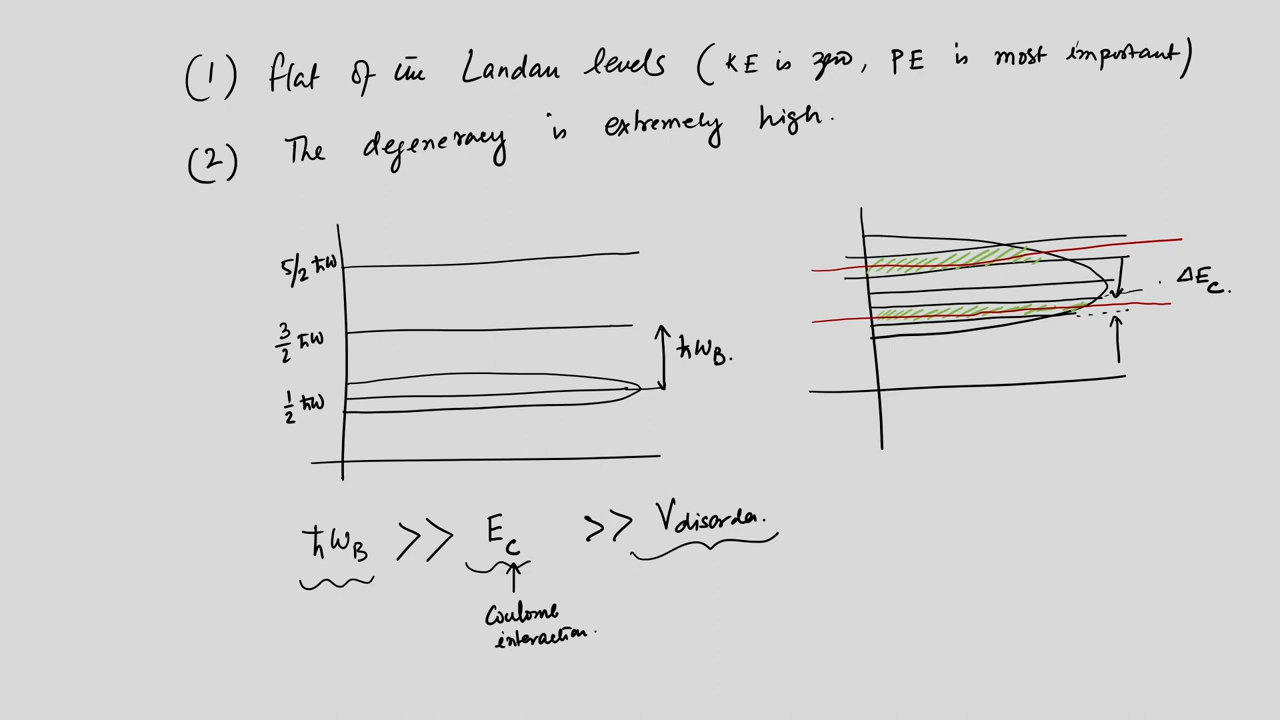 (1) flat of the Landau levels (KE is zero, PE is most important)
(2) The degeneracy is extremely high.
5/2 ħω
3/2 ħω
1/2 ħω
ħω_B.
ΔE_C.
ħω_B >> E_C >> V_disorder.
Coulomb
interaction.